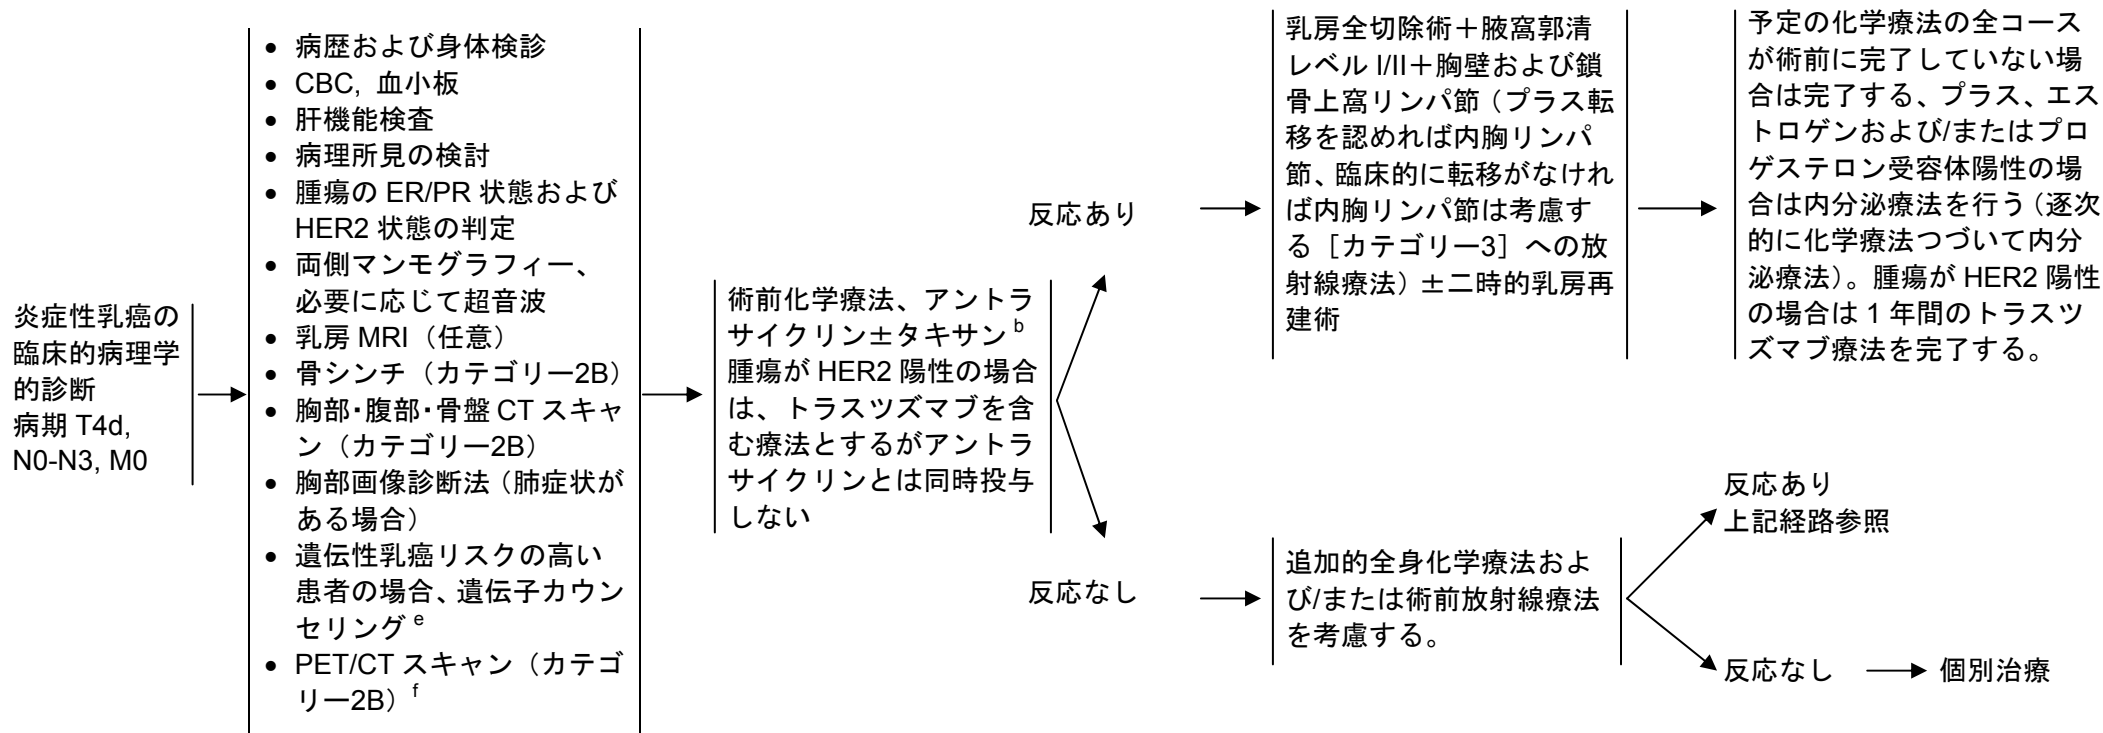 炎症性乳癌の
臨床的病理学
的診断
病期 T4d,
N0-N3, M0
• 病歴および身体検診
• CBC, 血小板
• 肝機能検査
• 病理所見の検討
• 腫瘍の ER/PR 状態および
HER2 状態の判定
• 両側マンモグラフィー、
必要に応じて超音波
• 乳房 MRI（任意）
• 骨シンチ（カテゴリー2B）
• 胸部・腹部・骨盤 CT スキャ
ン（カテゴリー2B）
• 胸部画像診断法（肺症状が
ある場合）
• 遺伝性乳癌リスクの高い
患者の場合、遺伝子カウン
セリング e
• PET/CT スキャン（カテゴ
リー2B） f
術前化学療法、アントラ
サイクリン±タキサン b
腫瘍が HER2 陽性の場合
は、トラスツズマブを含
む療法とするがアントラ
サイクリンとは同時投与
しない
反応あり
乳房全切除術＋腋窩郭清
レベル I/II＋胸壁および鎖
骨上窩リンパ節（プラス転
移を認めれば内胸リンパ
節、臨床的に転移がなけれ
ば内胸リンパ節は考慮す
る［カテゴリー3］への放
射線療法）±二時的乳房再
建術
予定の化学療法の全コース
が術前に完了していない場
合は完了する、プラス、エス
トロゲンおよび/またはプロ
ゲステロン受容体陽性の場
合は内分泌療法を行う（逐次
的に化学療法つづいて内分
泌療法）。腫瘍が HER2 陽性
の場合は 1 年間のトラスツ
ズマブ療法を完了する。
反応なし
追加的全身化学療法およ
び/または術前放射線療法
を考慮する。
反応あり
上記経路参照
反応なし
個別治療